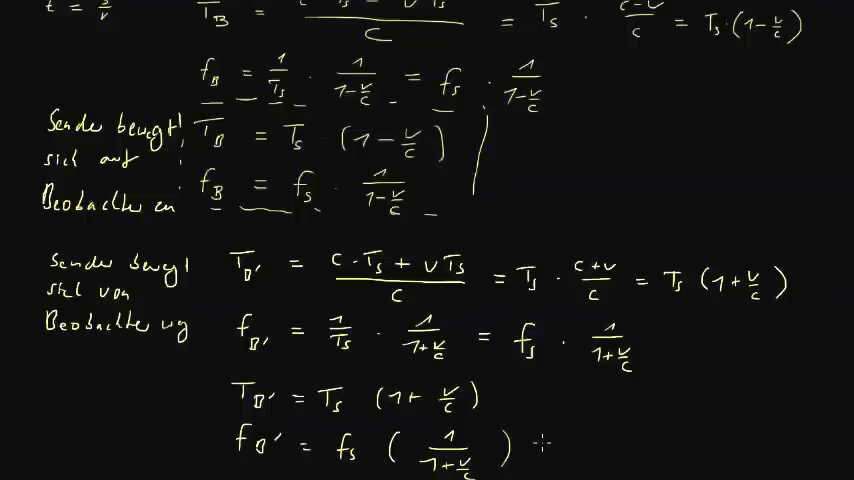 t = s/v
T_B = (c · T_s - v T_s)/c = T_s · (c-v)/c = T_s · (1 - v/c)
f_B = 1/T_s · 1/(1 - v/c) = f_s · 1/(1 - v/c)
Sender bewegt
sich auf
Beobachter zu
T_B = T_s · (1 - v/c)
f_B = f_s · 1/(1 - v/c)
Sender bewegt
sich von
Beobachter weg
T_B' = (c · T_s + v T_s)/c = T_s · (c+v)/c = T_s (1 + v/c)
f_B' = 1/T_s · 1/(1 + v/c) = f_s · 1/(1 + v/c)
T_B' = T_s (1 + v/c)
f_B' = f_s (1/(1 + v/c))